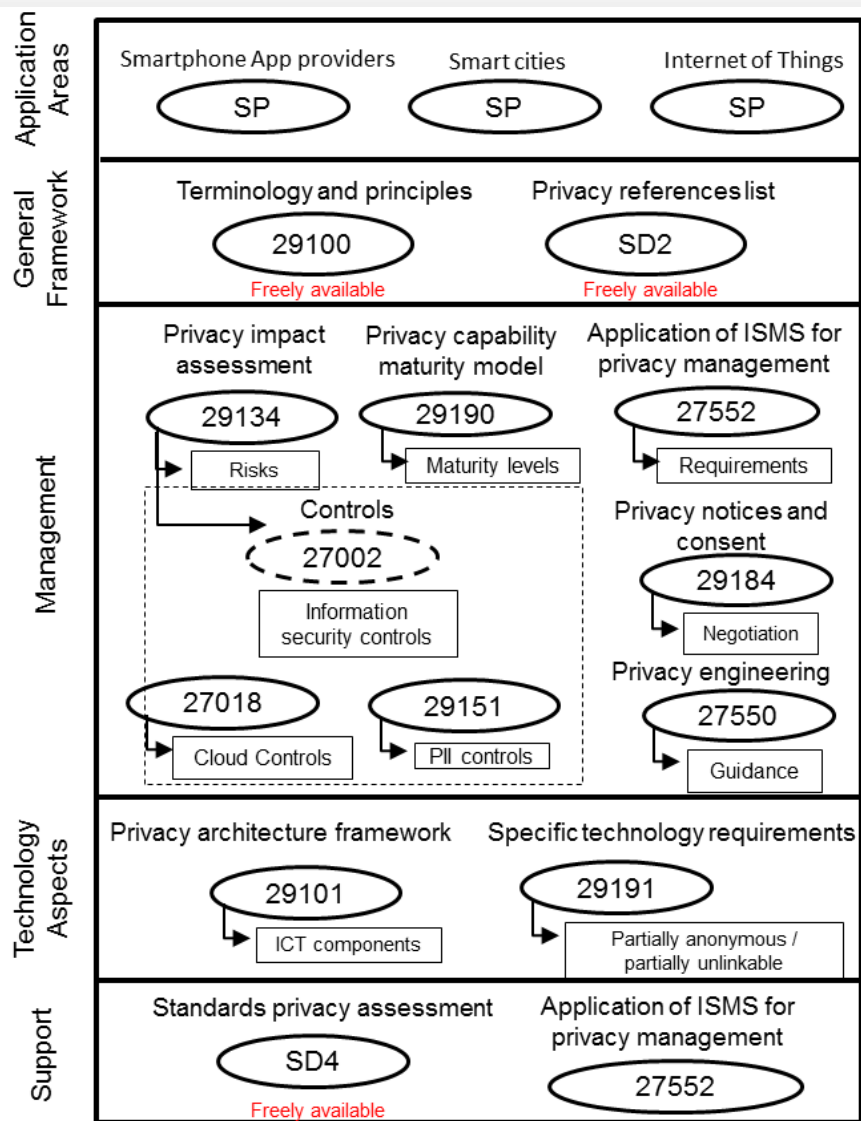 Application
Areas
Smartphone App providers
Smart cities
Internet of Things
SP
SP
SP
General
Framework
Terminology and principles
Privacy references list
29100
SD2
Freely available
Freely available
Management
Privacy impact
assessment
29134
Risks
Privacy capability
maturity model
29190
Maturity levels
Application of ISMS for
privacy management
27552
Requirements
Controls
27002
Information
security controls
27018
Cloud Controls
29151
PII controls
Privacy notices and
consent
29184
Negotiation
Privacy engineering
27550
Guidance
Technology
Aspects
Privacy architecture framework
29101
ICT components
Specific technology requirements
29191
Partially anonymous /
partially unlinkable
Support
Standards privacy assessment
SD4
Freely available
Application of ISMS for
privacy management
27552